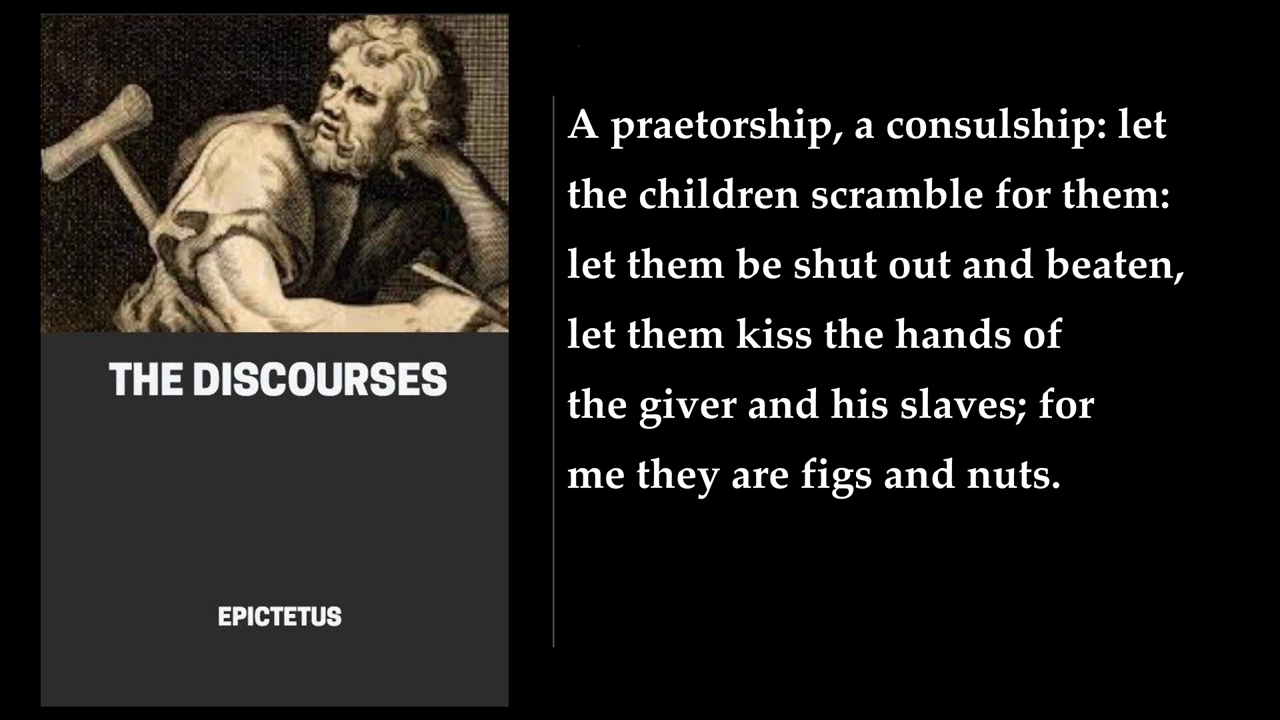 THE DISCOURSES
EPICTETUS
A praetorship, a consulship: let
the children scramble for them:
let them be shut out and beaten,
let them kiss the hands of
the giver and his slaves; for
me they are figs and nuts.